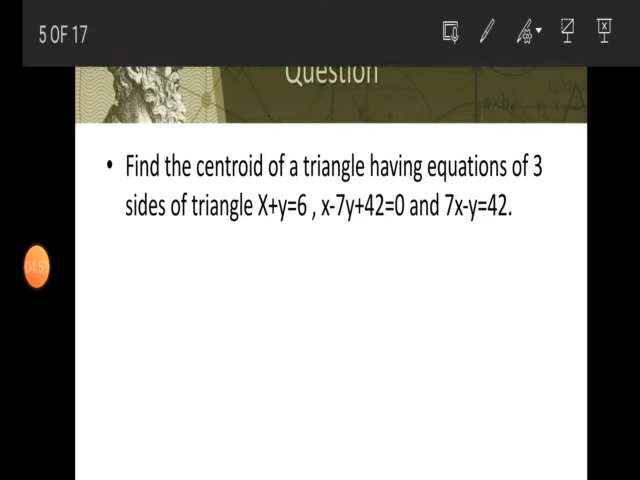 5 OF 17
Question
• Find the centroid of a triangle having equations of 3
sides of triangle X+y=6 , x-7y+42=0 and 7x-y=42.